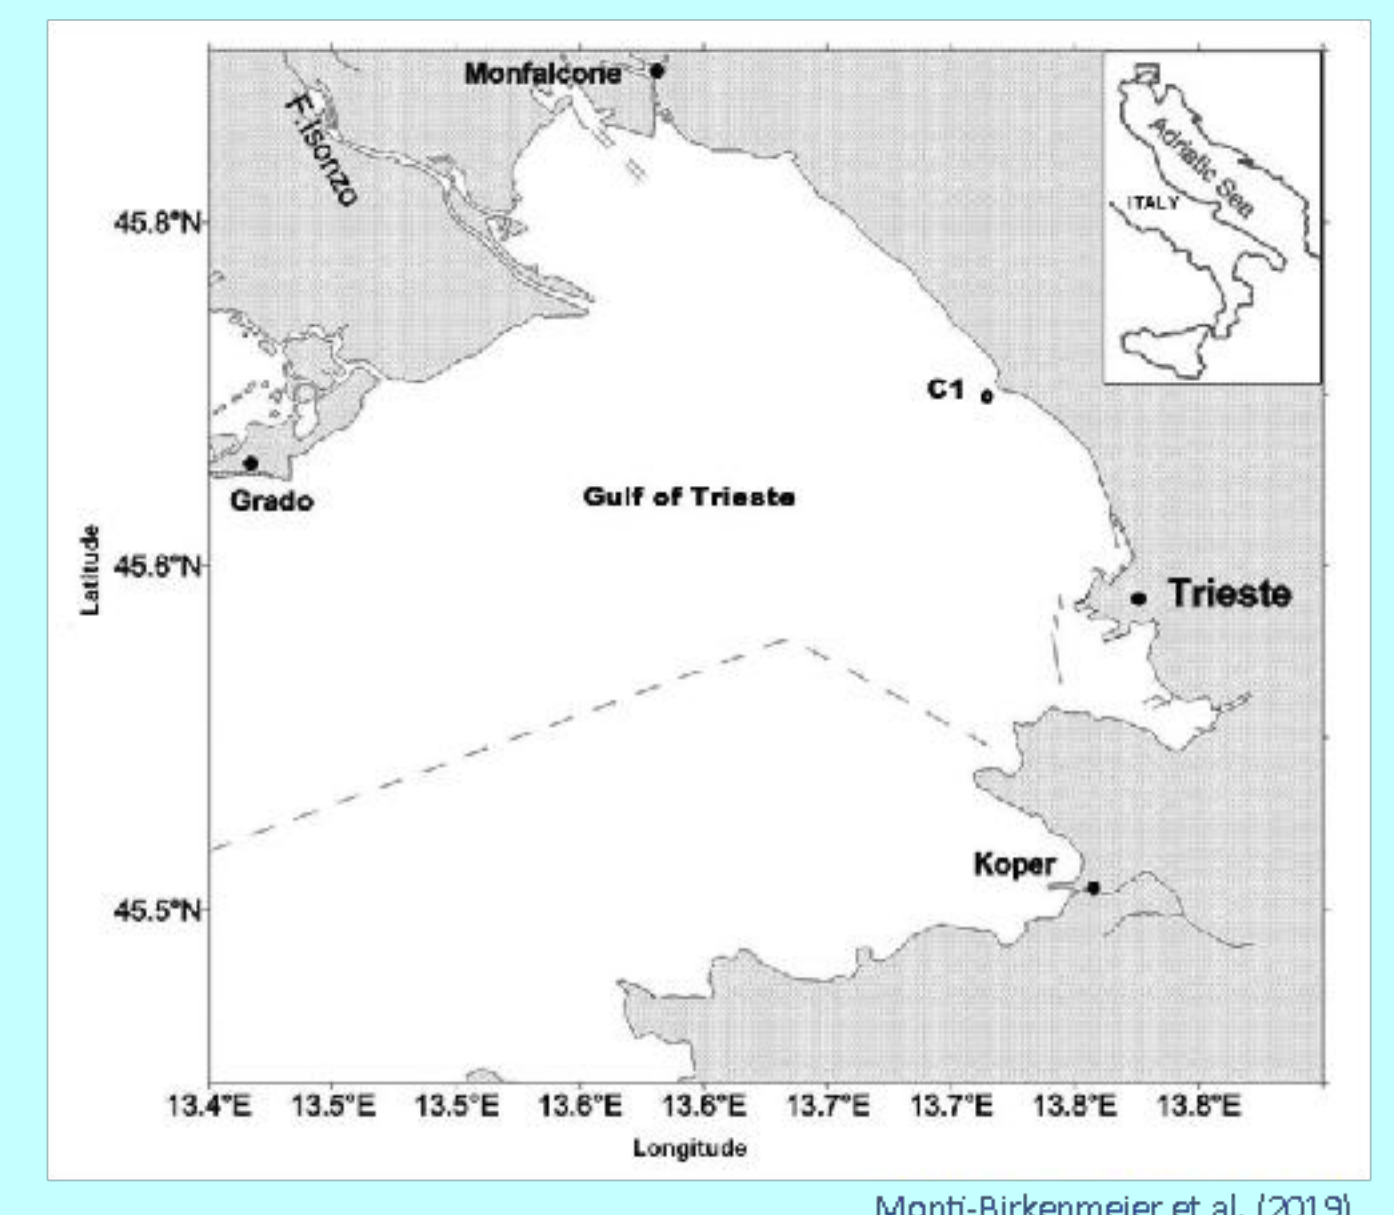 Monfalcone
F.Isonzo
Adriatic Sea
ITALY
45.8°N
C1
Grado
Gulf of Trieste
Latitude
45.6°N
Trieste
Koper
45.5°N
13.4°E 13.5°E 13.5°E 13.6°E 13.6°E 13.7°E 13.7°E 13.8°E 13.8°E
Longitude
Monti-Birkenmeier et al. (2019)